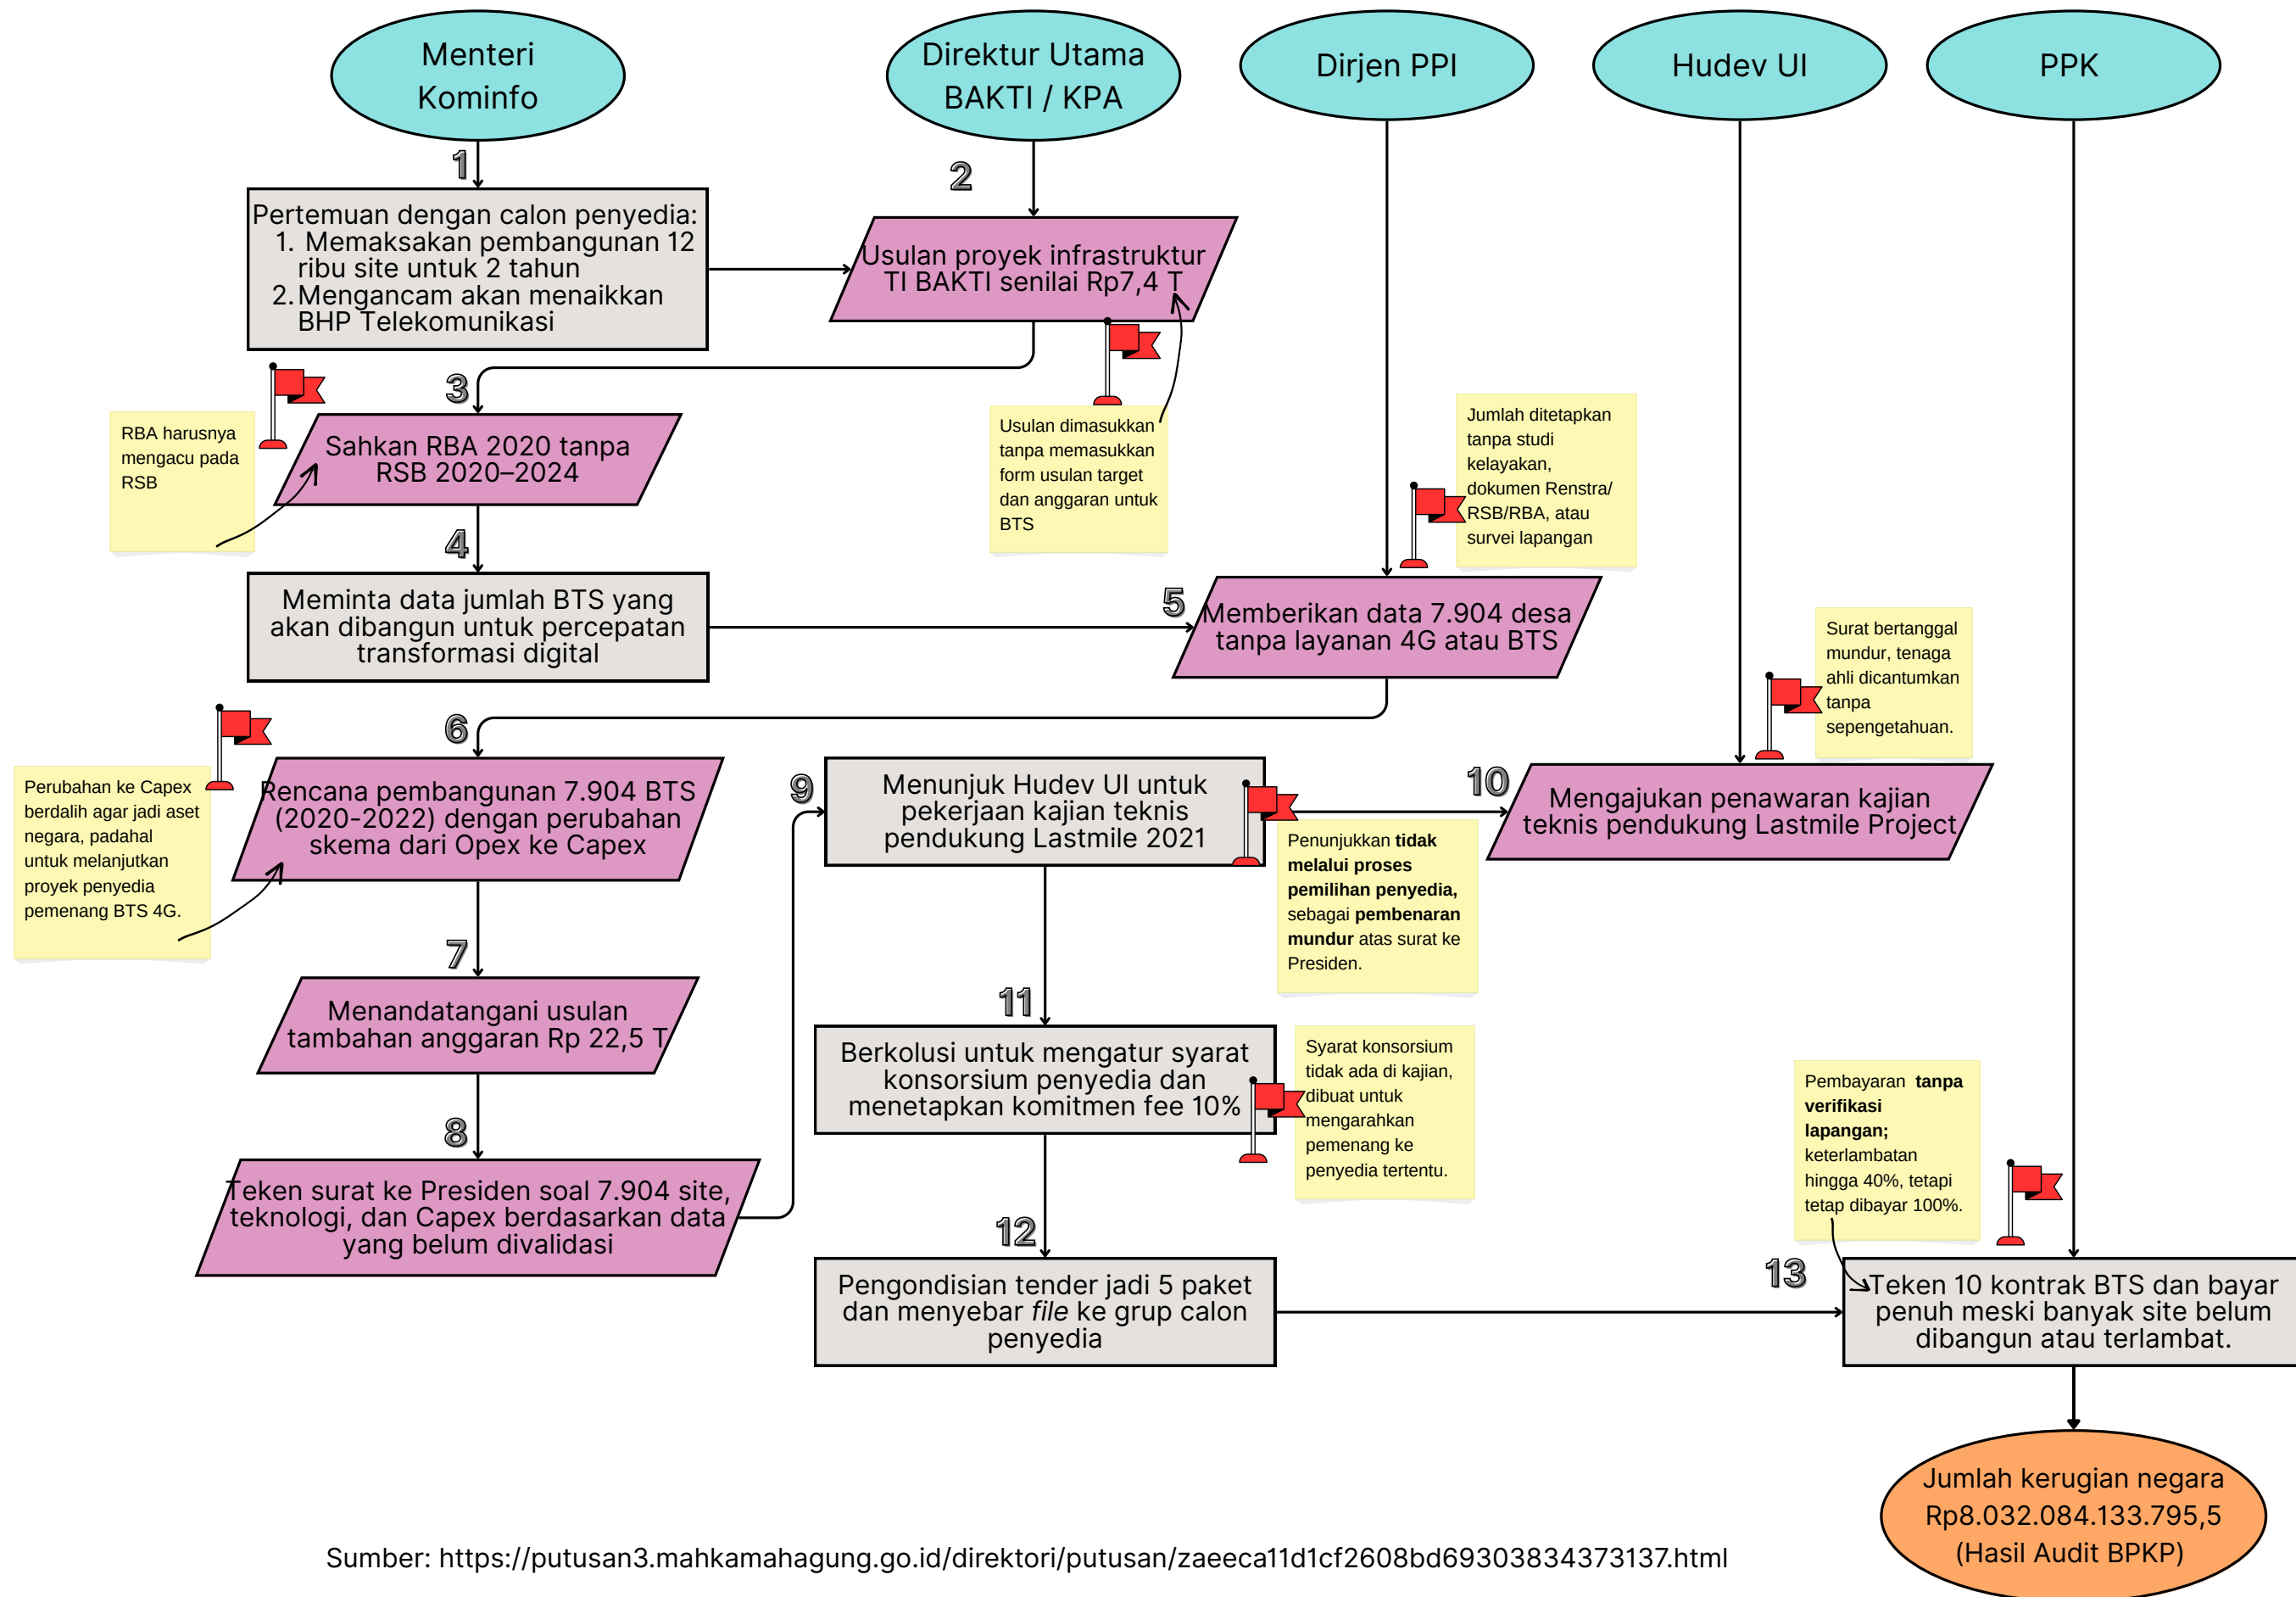 Menteri
Kominfo
Direktur Utama
BAKTI / KPA
Dirjen PPI
Hudev UI
PPK
1
Pertemuan dengan calon penyedia:
1. Memaksakan pembangunan 12
ribu site untuk 2 tahun
2. Mengancam akan menaikkan
BHP Telekomunikasi
2
Usulan proyek infrastruktur
TI BAKTI senilai Rp7,4 T
Usulan dimasukkan
tanpa memasukkan
form usulan target
dan anggaran untuk
BTS
3
Sahkan RBA 2020 tanpa
RSB 2020–2024
RBA harusnya
mengacu pada
RSB
4
Meminta data jumlah BTS yang
akan dibangun untuk percepatan
transformasi digital
5
Memberikan data 7.904 desa
tanpa layanan 4G atau BTS
Jumlah ditetapkan
tanpa studi
kelayakan,
dokumen Renstra/
RSB/RBA, atau
survei lapangan
6
Rencana pembangunan 7.904 BTS
(2020-2022) dengan perubahan
skema dari Opex ke Capex
Perubahan ke Capex
berdalih agar jadi aset
negara, padahal
untuk melanjutkan
proyek penyedia
pemenang BTS 4G.
7
Menandatangani usulan
tambahan anggaran Rp 22,5 T
8
Teken surat ke Presiden soal 7.904 site,
teknologi, dan Capex berdasarkan data
yang belum divalidasi
9
Menunjuk Hudev UI untuk
pekerjaan kajian teknis
pendukung Lastmile 2021
Penunjukkan tidak
melalui proses
pemilihan penyedia,
sebagai pembenaran
mundur atas surat ke
Presiden.
10
Mengajukan penawaran kajian
teknis pendukung Lastmile Project
Surat bertanggal
mundur, tenaga
ahli dicantumkan
tanpa
sepengetahuan.
11
Berkolusi untuk mengatur syarat
konsorsium penyedia dan
menetapkan komitmen fee 10%
Syarat konsorsium
tidak ada di kajian,
dibuat untuk
mengarahkan
pemenang ke
penyedia tertentu.
12
Pengondisian tender jadi 5 paket
dan menyebar file ke grup calon
penyedia
13
Teken 10 kontrak BTS dan bayar
penuh meski banyak site belum
dibangun atau terlambat.
Pembayaran tanpa
verifikasi
lapangan;
keterlambatan
hingga 40%, tetapi
tetap dibayar 100%.
Jumlah kerugian negara
Rp8.032.084.133.795,5
(Hasil Audit BPKP)
Sumber: https://putusan3.mahkamahagung.go.id/direktori/putusan/zaeeca11d1cf2608bd69303834373137.html